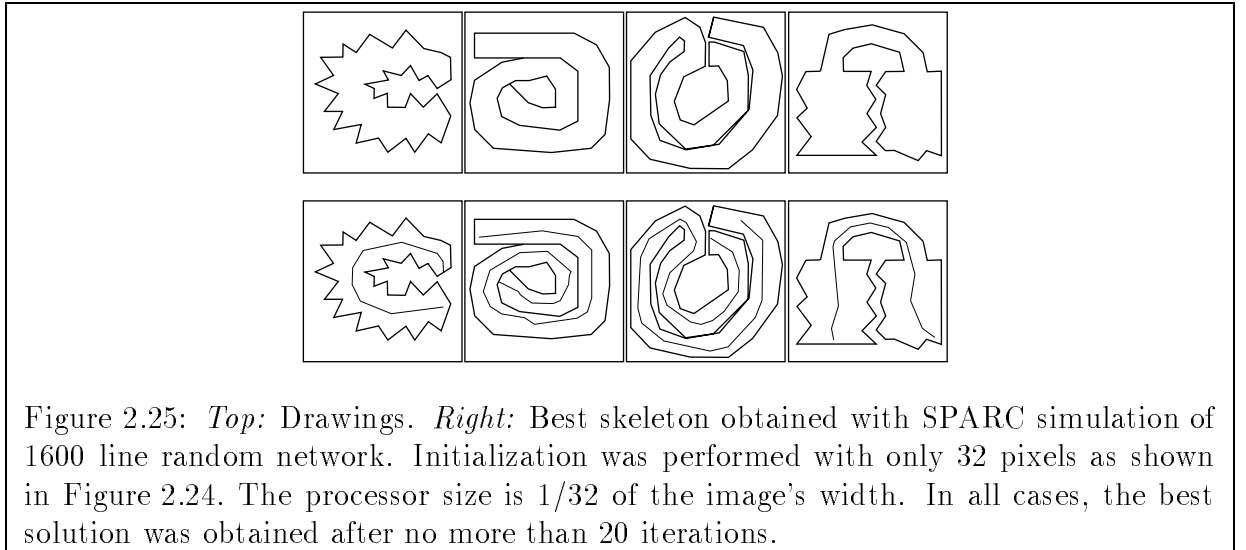 Figure 2.25: Top: Drawings. Right: Best skeleton obtained with SPARC simulation of
1600 line random network. Initialization was performed with only 32 pixels as shown
in Figure 2.24. The processor size is 1/32 of the image's width. In all cases, the best
solution was obtained after no more than 20 iterations.